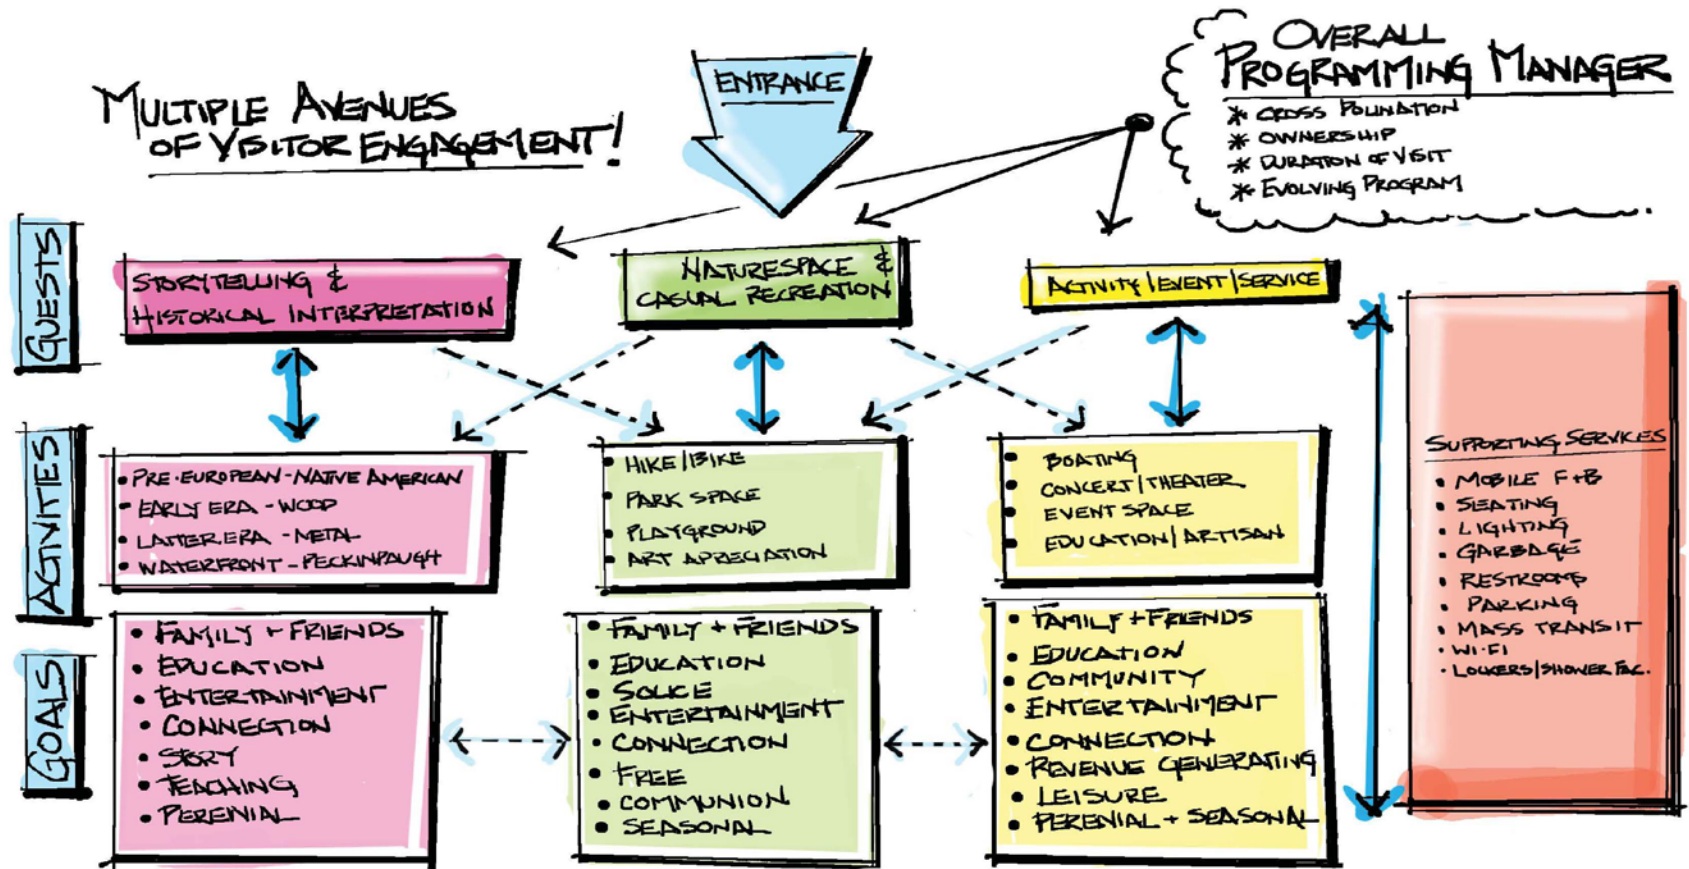 MULTIPLE AVENUES
OF VISITOR ENGAGEMENT!
ENTRANCE
OVERALL
PROGRAMMING MANAGER
* CROSS POLINATION
* OWNERSHIP
* DURATION OF VISIT
* EVOLVING PROGRAM
GUESTS
STORYTELLING &
HISTORICAL INTERPRETATION
NATURESPACE &
CASUAL RECREATION
ACTIVITY/EVENT/SERVICE
ACTIVITIES
• PRE-EUROPEAN-NATIVE AMERICAN
• EARLY ERA - WOOD
• LATTER ERA - METAL
• WATERFRONT - PECKINPAUGH
• HIKE/BIKE
• PARK SPACE
• PLAYGROUND
• ART APRECIATION
• BOATING
• CONCERT/THEATER
• EVENT SPACE
• EDUCATION/ARTISAN
GOALS
• FAMILY + FRIENDS
• EDUCATION
• ENTERTAINMENT
• CONNECTION
• STORY
• TEACHING
• PERENIAL
• FAMILY + FRIENDS
• EDUCATION
• SOLICE
• ENTERTAINMENT
• CONNECTION
• FREE
• COMMUNION
• SEASONAL
• FAMILY + FRIENDS
• EDUCATION
• COMMUNITY
• ENTERTAINMENT
• CONNECTION
• REVENUE GENERATING
• LEISURE
• PERENIAL + SEASONAL
SUPPORTING SERVICES
• MOBILE F+B
• SEATING
• LIGHTING
• GARBAGE
• RESTROOMS
• PARKING
• MASS TRANSIT
• WI-FI
• LOCKERS/SHOWER FAC.